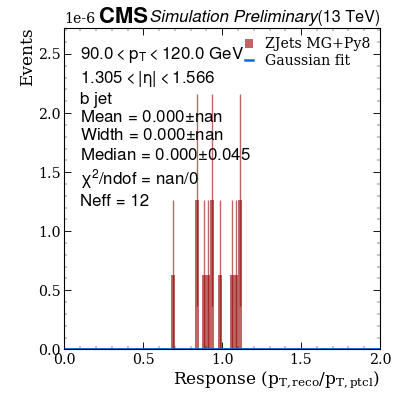 1e-6 CMS Simulation Preliminary (13 TeV)
Events
90.0 < pT < 120.0 GeV
1.305 < |η| < 1.566
b jet
Mean = 0.000±nan
Width = 0.000±nan
Median = 0.000±0.045
χ²/ndof = nan/0
Neff = 12
ZJets MG+Py8
Gaussian fit
2.5
2.0
1.5
1.0
0.5
0.0
0.0 0.5 1.0 1.5 2.0
Response (pT, reco/pT, ptcl)